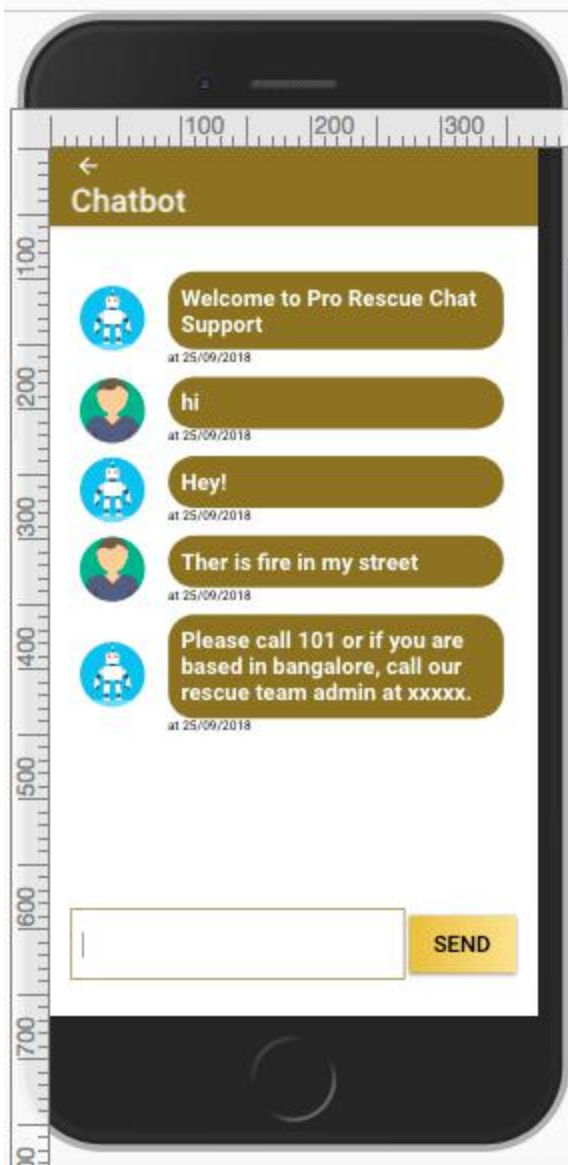 100 200 300
Chatbot
100
Welcome to Pro Rescue Chat
Support
at 25/09/2018
200
hi
at 25/09/2018
Hey!
300
at 25/09/2018
Ther is fire in my street
at 25/09/2018
400
Please call 101 or if you are
based in bangalore, call our
rescue team admin at xxxxx.
at 25/09/2018
500
600
SEND
700